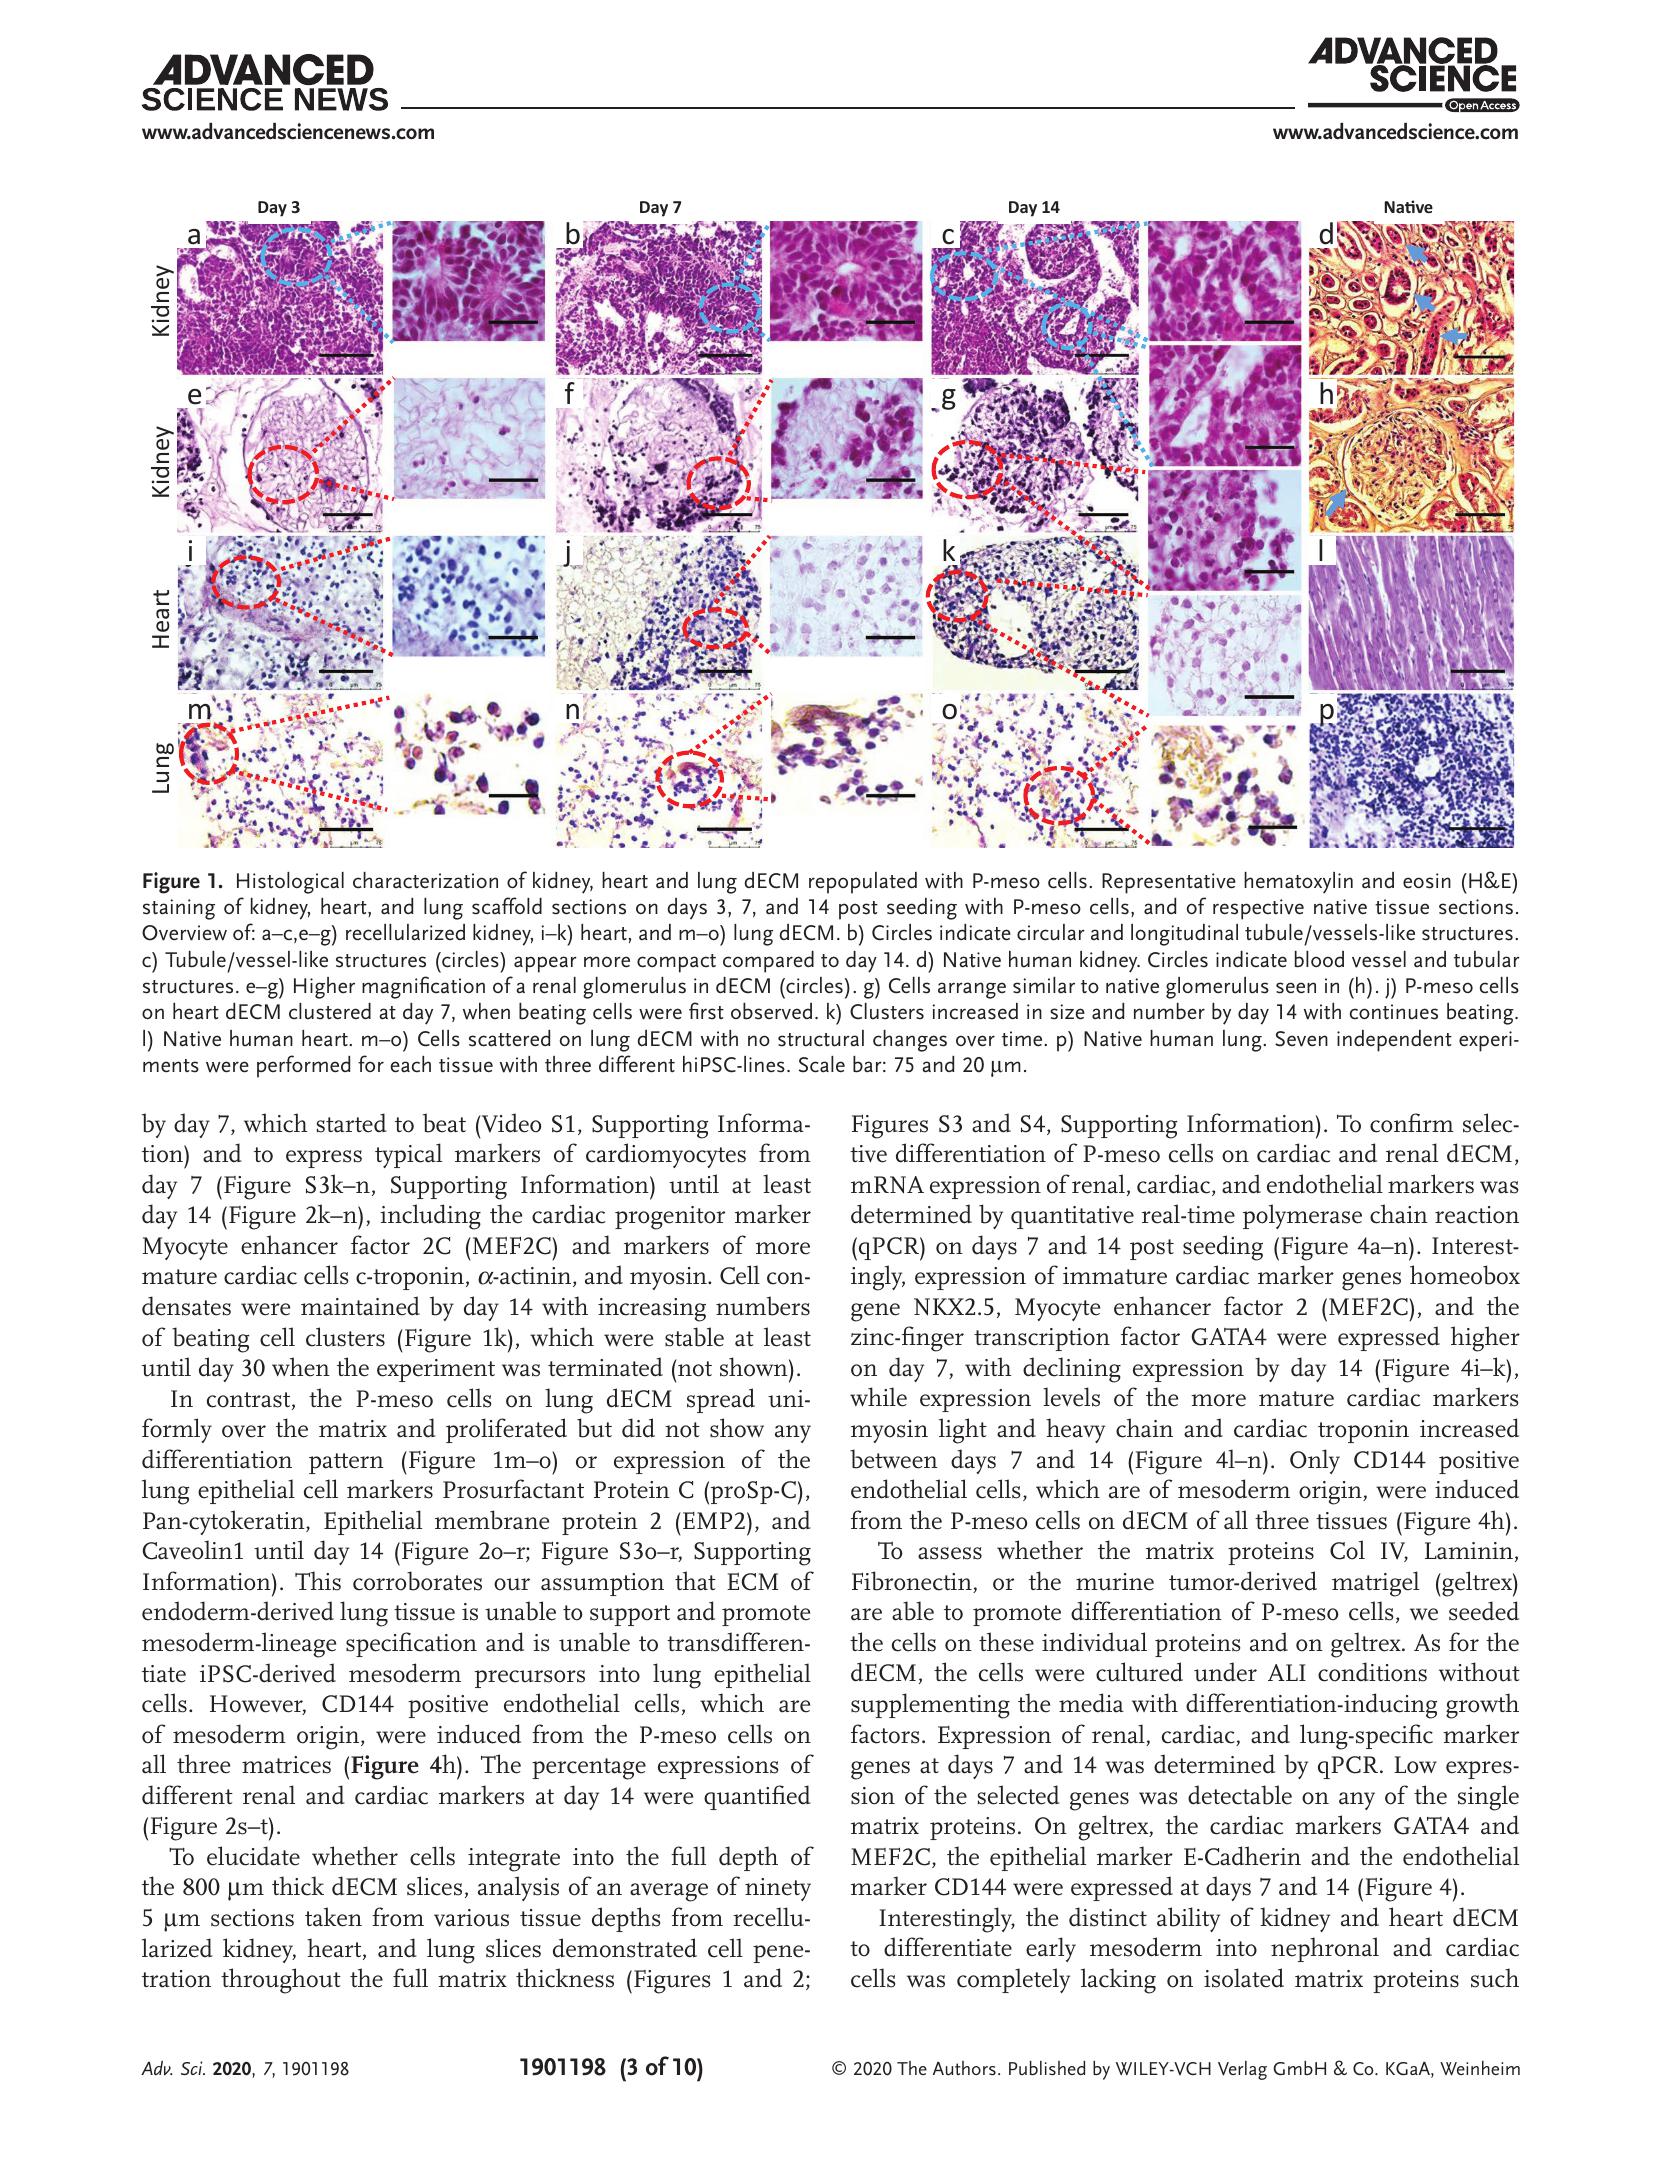 ADVANCED
SCIENCE NEWS
www.advancedsciencenews.com
ADVANCED
SCIENCE
Open Access
www.advancedscience.com
Day 3
Day 7
Day 14
Native
Kidney
a
b
c
d
Kidney
e
f
g
h
Heart
i
j
k
l
Lung
m
n
o
p
Figure 1. Histological characterization of kidney, heart and lung dECM repopulated with P-meso cells. Representative hematoxylin and eosin (H&E)
staining of kidney, heart, and lung scaffold sections on days 3, 7, and 14 post seeding with P-meso cells, and of respective native tissue sections.
Overview of: a–c,e–g) recellularized kidney, i–k) heart, and m–o) lung dECM. b) Circles indicate circular and longitudinal tubule/vessels-like structures.
c) Tubule/vessel-like structures (circles) appear more compact compared to day 14. d) Native human kidney. Circles indicate blood vessel and tubular
structures. e–g) Higher magnification of a renal glomerulus in dECM (circles). g) Cells arrange similar to native glomerulus seen in (h). j) P-meso cells
on heart dECM clustered at day 7, when beating cells were first observed. k) Clusters increased in size and number by day 14 with continues beating.
l) Native human heart. m–o) Cells scattered on lung dECM with no structural changes over time. p) Native human lung. Seven independent experi-
ments were performed for each tissue with three different hiPSC-lines. Scale bar: 75 and 20 μm.
by day 7, which started to beat (Video S1, Supporting Informa-
tion) and to express typical markers of cardiomyocytes from
day 7 (Figure S3k–n, Supporting Information) until at least
day 14 (Figure 2k–n), including the cardiac progenitor marker
Myocyte enhancer factor 2C (MEF2C) and markers of more
mature cardiac cells c-troponin, α-actinin, and myosin. Cell con-
densates were maintained by day 14 with increasing numbers
of beating cell clusters (Figure 1k), which were stable at least
until day 30 when the experiment was terminated (not shown).
In contrast, the P-meso cells on lung dECM spread uni-
formly over the matrix and proliferated but did not show any
differentiation pattern (Figure 1m–o) or expression of the
lung epithelial cell markers Prosurfactant Protein C (proSp-C),
Pan-cytokeratin, Epithelial membrane protein 2 (EMP2), and
Caveolin1 until day 14 (Figure 2o–r; Figure S3o–r, Supporting
Information). This corroborates our assumption that ECM of
endoderm-derived lung tissue is unable to support and promote
mesoderm-lineage specification and is unable to transdifferen-
tiate iPSC-derived mesoderm precursors into lung epithelial
cells. However, CD144 positive endothelial cells, which are
of mesoderm origin, were induced from the P-meso cells on
all three matrices (Figure 4h). The percentage expressions of
different renal and cardiac markers at day 14 were quantified
(Figure 2s–t).
To elucidate whether cells integrate into the full depth of
the 800 μm thick dECM slices, analysis of an average of ninety
5 μm sections taken from various tissue depths from recellu-
larized kidney, heart, and lung slices demonstrated cell pene-
tration throughout the full matrix thickness (Figures 1 and 2;
Figures S3 and S4, Supporting Information). To confirm selec-
tive differentiation of P-meso cells on cardiac and renal dECM,
mRNA expression of renal, cardiac, and endothelial markers was
determined by quantitative real-time polymerase chain reaction
(qPCR) on days 7 and 14 post seeding (Figure 4a–n). Interest-
ingly, expression of immature cardiac marker genes homeobox
gene NKX2.5, Myocyte enhancer factor 2 (MEF2C), and the
zinc-finger transcription factor GATA4 were expressed higher
on day 7, with declining expression by day 14 (Figure 4i–k),
while expression levels of the more mature cardiac markers
myosin light and heavy chain and cardiac troponin increased
between days 7 and 14 (Figure 4l–n). Only CD144 positive
endothelial cells, which are of mesoderm origin, were induced
from the P-meso cells on dECM of all three tissues (Figure 4h).
To assess whether the matrix proteins Col IV, Laminin,
Fibronectin, or the murine tumor-derived matrigel (geltrex)
are able to promote differentiation of P-meso cells, we seeded
the cells on these individual proteins and on geltrex. As for the
dECM, the cells were cultured under ALI conditions without
supplementing the media with differentiation-inducing growth
factors. Expression of renal, cardiac, and lung-specific marker
genes at days 7 and 14 was determined by qPCR. Low expres-
sion of the selected genes was detectable on any of the single
matrix proteins. On geltrex, the cardiac markers GATA4 and
MEF2C, the epithelial marker E-Cadherin and the endothelial
marker CD144 were expressed at days 7 and 14 (Figure 4).
Interestingly, the distinct ability of kidney and heart dECM
to differentiate early mesoderm into nephronal and cardiac
cells was completely lacking on isolated matrix proteins such
Adv. Sci. 2020, 7, 1901198
1901198 (3 of 10)
© 2020 The Authors. Published by WILEY-VCH Verlag GmbH & Co. KGaA, Weinheim